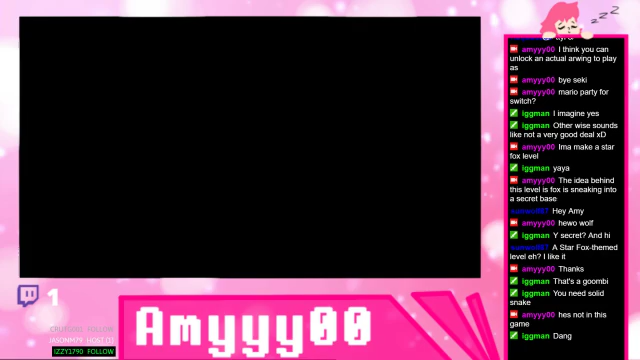 zzz
amyyy00 I think you can
unlock an actual arwing to play
as
amyyy00 bye seki
amyyy00 mario party for
switch?
iggman I imagine yes
iggman Other wise sounds
like not a very good deal xD
amyyy00 Ima make a star
fox level
iggman yaya
amyyy00 The idea behind
this level is fox is sneaking into
a secret base
Hey Amy
amyyy00 hewo wolf
iggman Y secret? And hi
A Star Fox-themed
level eh? I like it
amyyy00 Thanks
iggman That's a goombi
iggman You need solid
snake
amyyy00 hes not in this
game
iggman Dang
1
FOLLOW
HOST
IZZY1790 FOLLOW
Amyyy00